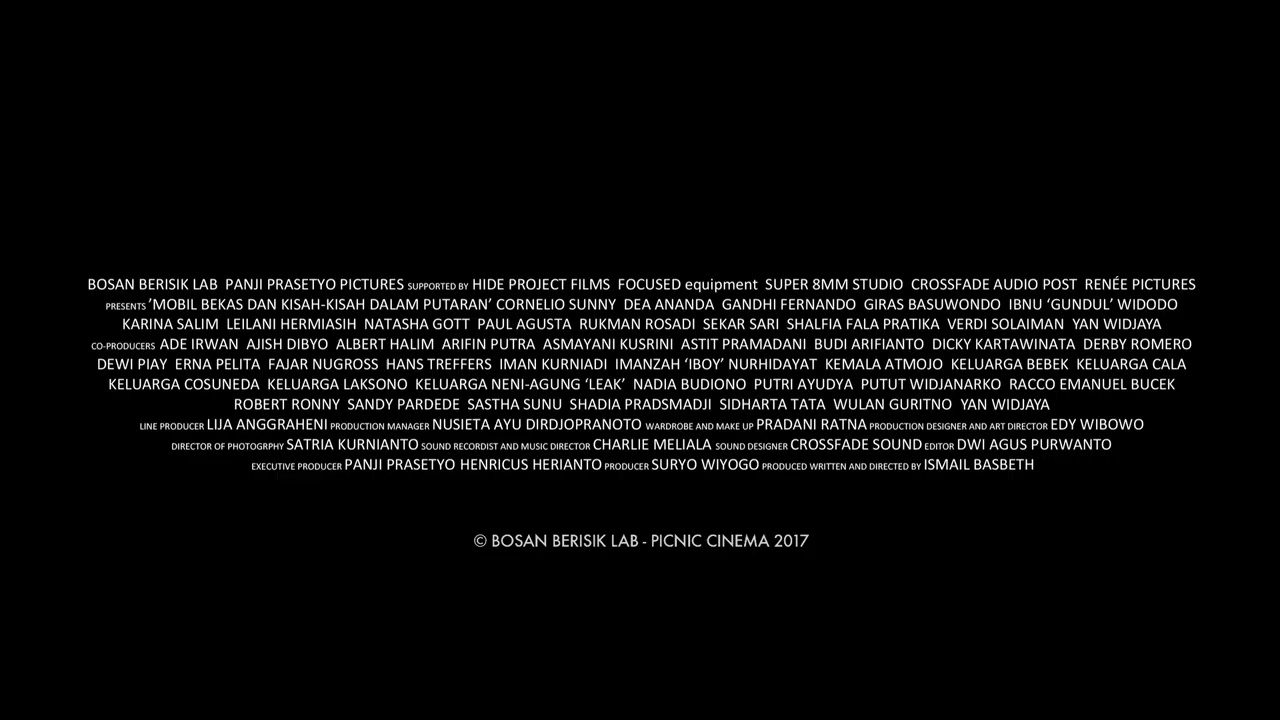 BOSAN BERISIK LAB PANJI PRASETYO PICTURES SUPPORTED BY HIDE PROJECT FILMS FOCUSED equipment SUPER 8MM STUDIO CROSSFADE AUDIO POST RENÉE PICTURES
PRESENTS 'MOBIL BEKAS DAN KISAH-KISAH DALAM PUTARAN' CORNELIO SUNNY DEA ANANDA GANDHI FERNANDO GIRAS BASUWONDO IBNU 'GUNDUL' WIDODO
KARINA SALIM LEILANI HERMIASIH NATASHA GOTT PAUL AGUSTA RUKMAN ROSADI SEKAR SARI SHALFIA FALA PRATIKA VERDI SOLAIMAN YAN WIDJAYA
CO-PRODUCERS ADE IRWAN AJISH DIBYO ALBERT HALIM ARIFIN PUTRA ASMAYANI KUSRINI ASTIT PRAMADANI BUDI ARIFIANTO DICKY KARTAWINATA DERBY ROMERO
DEWI PIAY ERNA PELITA FAJAR NUGROSS HANS TREFFERS IMAN KURNIADI IMANZAH 'IBOY' NURHIDAYAT KEMALA ATMOJO KELUARGA BEBEK KELUARGA CALA
KELUARGA COSUNEDA KELUARGA LAKSONO KELUARGA NENI-AGUNG 'LEAK' NADIA BUDIONO PUTRI AYUDYA PUTUT WIDJANARKO RACCO EMANUEL BUCEK
ROBERT RONNY SANDY PARDEDE SASTHA SUNU SHADIA PRADSMADJI SIDHARTA TATA WULAN GURITNO YAN WIDJAYA
LINE PRODUCER LIJA ANGGRAHENI PRODUCTION MANAGER NUSIETA AYU DIRDJOPRANOTO WARDROBE AND MAKE UP PRADANI RATNA PRODUCTION DESIGNER AND ART DIRECTOR EDY WIBOWO
DIRECTOR OF PHOTOGRPHY SATRIA KURNIANTO SOUND RECORDIST AND MUSIC DIRECTOR CHARLIE MELIALA SOUND DESIGNER CROSSFADE SOUND EDITOR DWI AGUS PURWANTO
EXECUTIVE PRODUCER PANJI PRASETYO HENRICUS HERIANTO PRODUCER SURYO WIYOGO PRODUCED WRITTEN AND DIRECTED BY ISMAIL BASBETH
© BOSAN BERISIK LAB - PICNIC CINEMA 2017